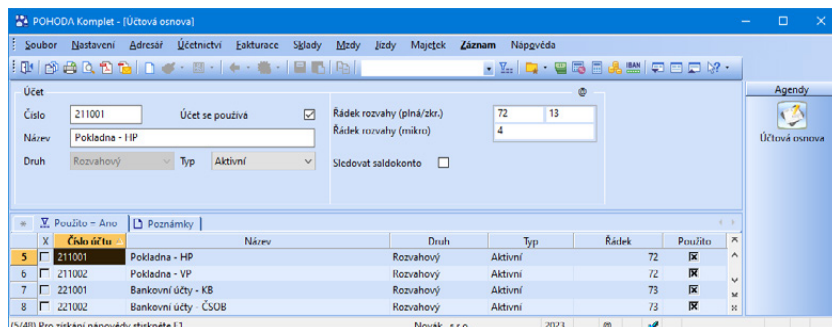 POHODA Komplet - [Účtová osnova]
Soubor Nastavení Adresář Účetnictví Fakturace Sklady Mzdy Jízdy Majetek Záznam Nápověda
IBAN
Účet @ Agendy
Číslo 211001 Účet se používá Řádek rozvahy (plná/zkr.) 72 13
Název Pokladna - HP Řádek rozvahy (mikro) 4
Účtová osnova
Druh Rozvahový Typ Aktivní Sledovat saldokonto
Použito = Ano Poznámky
X Číslo účtu Název Druh Typ Řádek Použito
5 211001 Pokladna - HP Rozvahový Aktivní 72
6 211002 Pokladna - VP Rozvahový Aktivní 72
7 221001 Bankovní účty - KB Rozvahový Aktivní 73
8 221002 Bankovní účty - ČSOB Rozvahový Aktivní 73
(5/48) Pro získání nápovědy stiskněte F1. Novák s.r.o. 2023 @